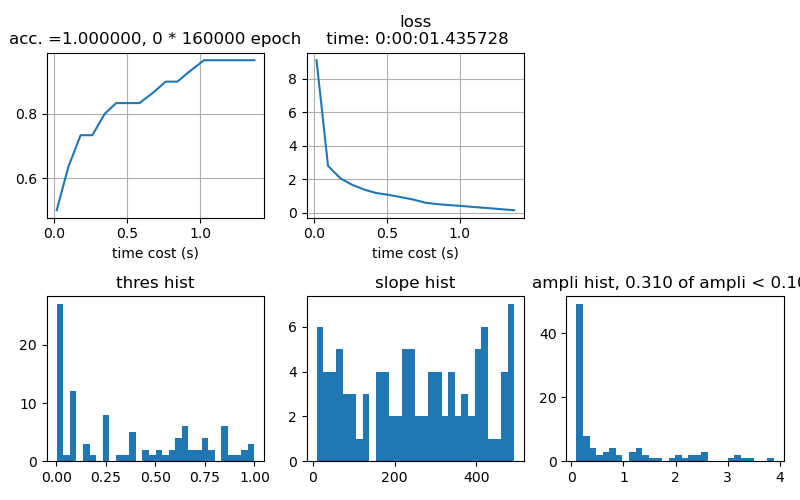 acc. =1.000000, 0 * 160000 epoch
loss
time: 0:00:01.435728
0.8
0.6
0.0 0.5 1.0
time cost (s)
8
6
4
2
0
0.0 0.5 1.0
time cost (s)
thres hist
20
10
0
0.00 0.25 0.50 0.75 1.00
slope hist
6
4
2
0
0 200 400
ampli hist, 0.310 of ampli < 0.10
40
20
0
0 1 2 3 4